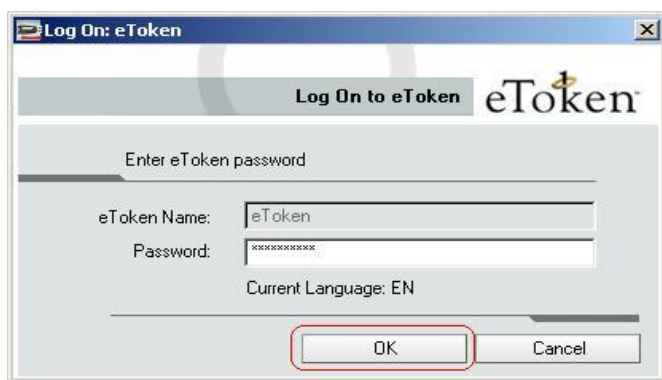 Log On: eToken
Log On to eToken
eToken
Enter eToken password
eToken Name: eToken
Password: **********
Current Language: EN
OK Cancel